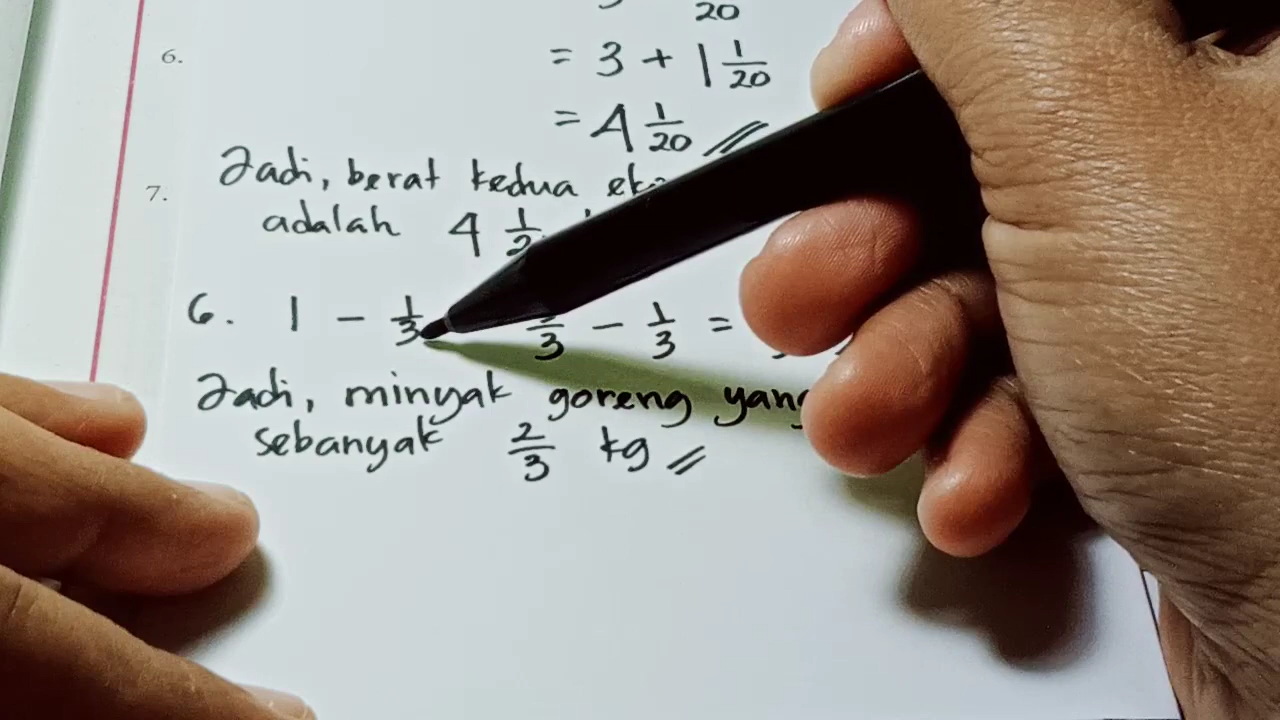 20
6.
= 3 + 1 1/20
= 4 1/20 //
Jadi, berat kedua
7.
adalah 4
6. 1 - 1/3 3/3 - 1/3 =
Jadi, minyak goreng yang
sebanyak 2/3 kg //